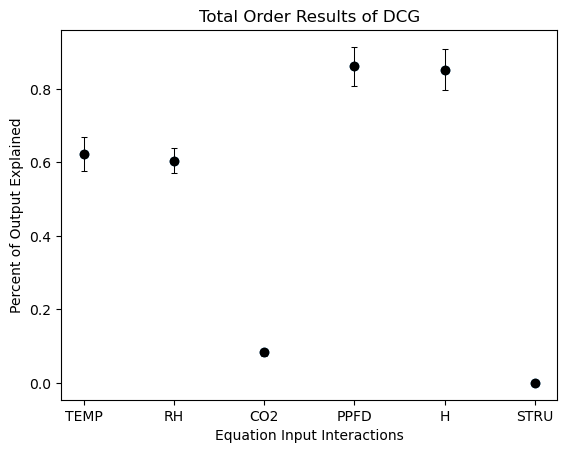 Total Order Results of DCG
Percent of Output Explained
0.8
0.6
0.4
0.2
0.0
TEMP RH CO2 PPFD H STRU
Equation Input Interactions